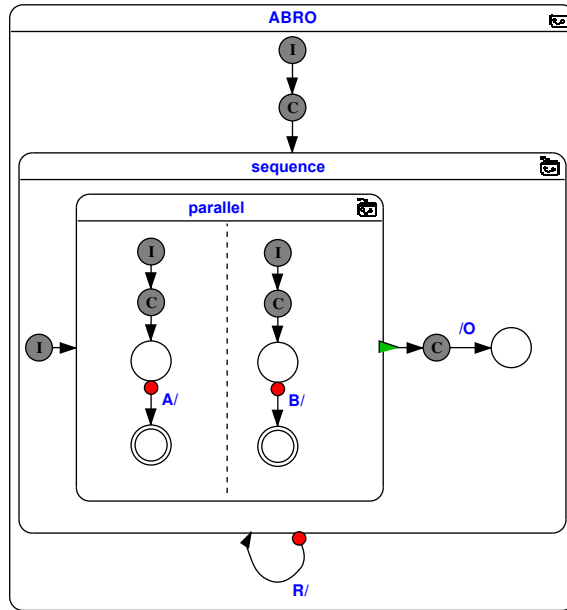 ABRO
I
C
sequence
parallel
I I
C C
I C /O
A/ B/
R/